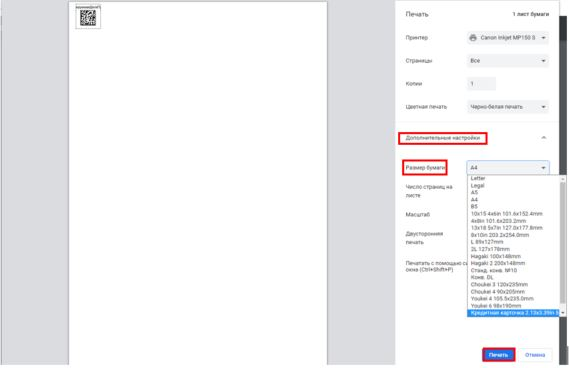 Печать 1 лист бумаги
Принтер Canon Inkjet MP150 S
Страницы Все
Копии 1
Цветная печать Черно-белая печать
Дополнительные настройки
Размер бумаги A4
Letter
Legal
A5
A4
B5
10x15 4x6in 101.6x152.4mm
4x8in 101.6x203.2mm
13x18 5x7in 127.0x177.8mm
8x10in 203.2x254.0mm
L 89x127mm
2L 127x178mm
Hagaki 100x148mm
Hagaki 2 200x148mm
Станд. конв. №10
Конв. DL
Choukei 3 120x235mm
Choukei 4 90x205mm
Youkei 4 105.x235.0mm
Youkei 6 98x190mm
Кредитная карточка 2.13x3.39in 5
Число страниц на
листе
Масштаб
Двусторонняя
печать
Печатать с помощью си
окна (Ctrl+Shift+P)
Печать Отмена